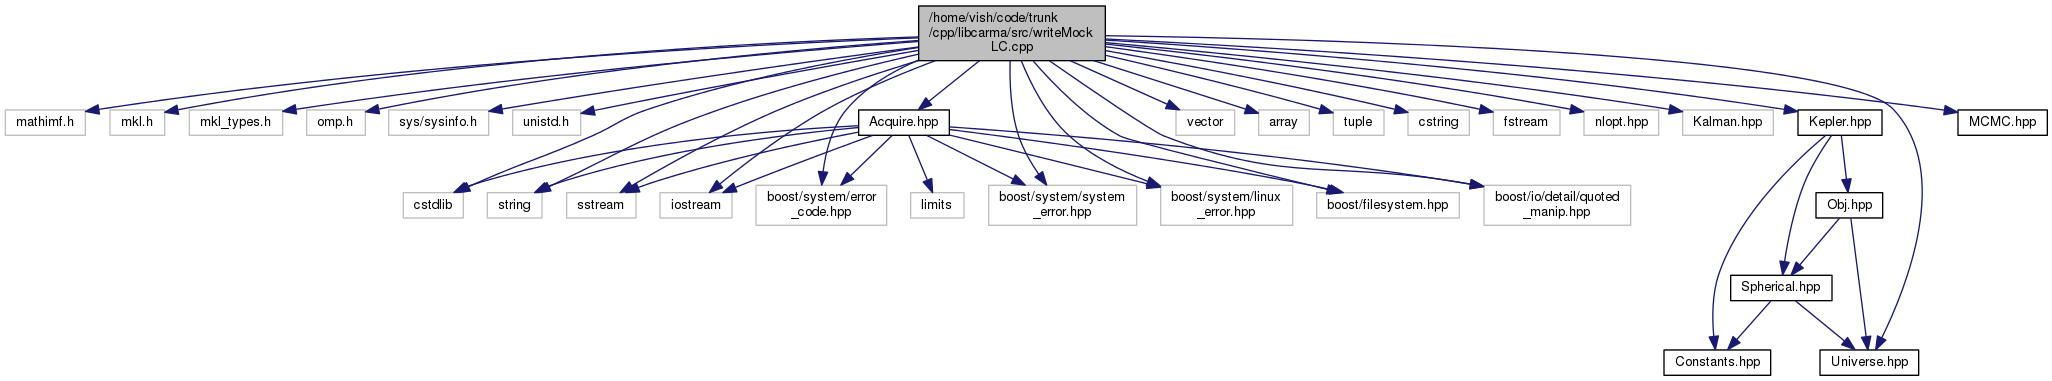 /home/vish/code/trunk
/cpp/libcarma/src/writeMock
LC.cpp
mathimf.h
mkl.h
mkl_types.h
omp.h
sys/sysinfo.h
unistd.h
Acquire.hpp
vector
array
tuple
cstring
fstream
nlopt.hpp
Kalman.hpp
Kepler.hpp
MCMC.hpp
cstdlib
string
sstream
iostream
boost/system/error
_code.hpp
limits
boost/system/system
_error.hpp
boost/system/linux
_error.hpp
boost/filesystem.hpp
boost/io/detail/quoted
_manip.hpp
Obj.hpp
Spherical.hpp
Constants.hpp
Universe.hpp